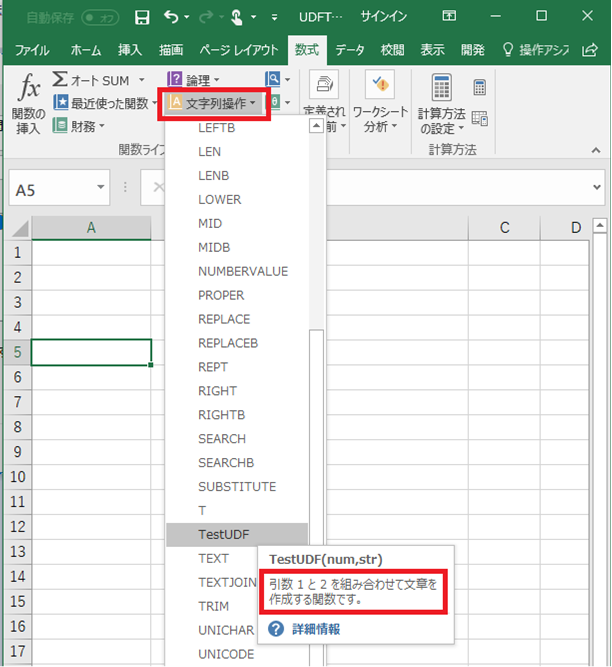 自動保存 オフ UDFT… サインイン
ファイル ホーム 挿入 描画 ページ レイアウト 数式 データ 校閲 表示 開発 操作アシス
fx 関数の
挿入
Σ オート SUM
最近使った関数
財務
論理
A 文字列操作
定義され
前
ワークシート
分析
計算方法
の設定
関数ライブ
計算方法
A5
A C D
1
2
3
4
5
6
7
8
9
10
11
12
13
14
15
16
17
LEFTB
LEN
LENB
LOWER
MID
MIDB
NUMBERVALUE
PROPER
REPLACE
REPLACEB
REPT
RIGHT
RIGHTB
SEARCH
SEARCHB
SUBSTITUTE
T
TestUDF
TEXT
TEXTJOIN
TRIM
UNICHAR
UNICODE
TestUDF(num,str)
引数 1 と 2 を組み合わせて文章を
作成する関数です。
? 詳細情報